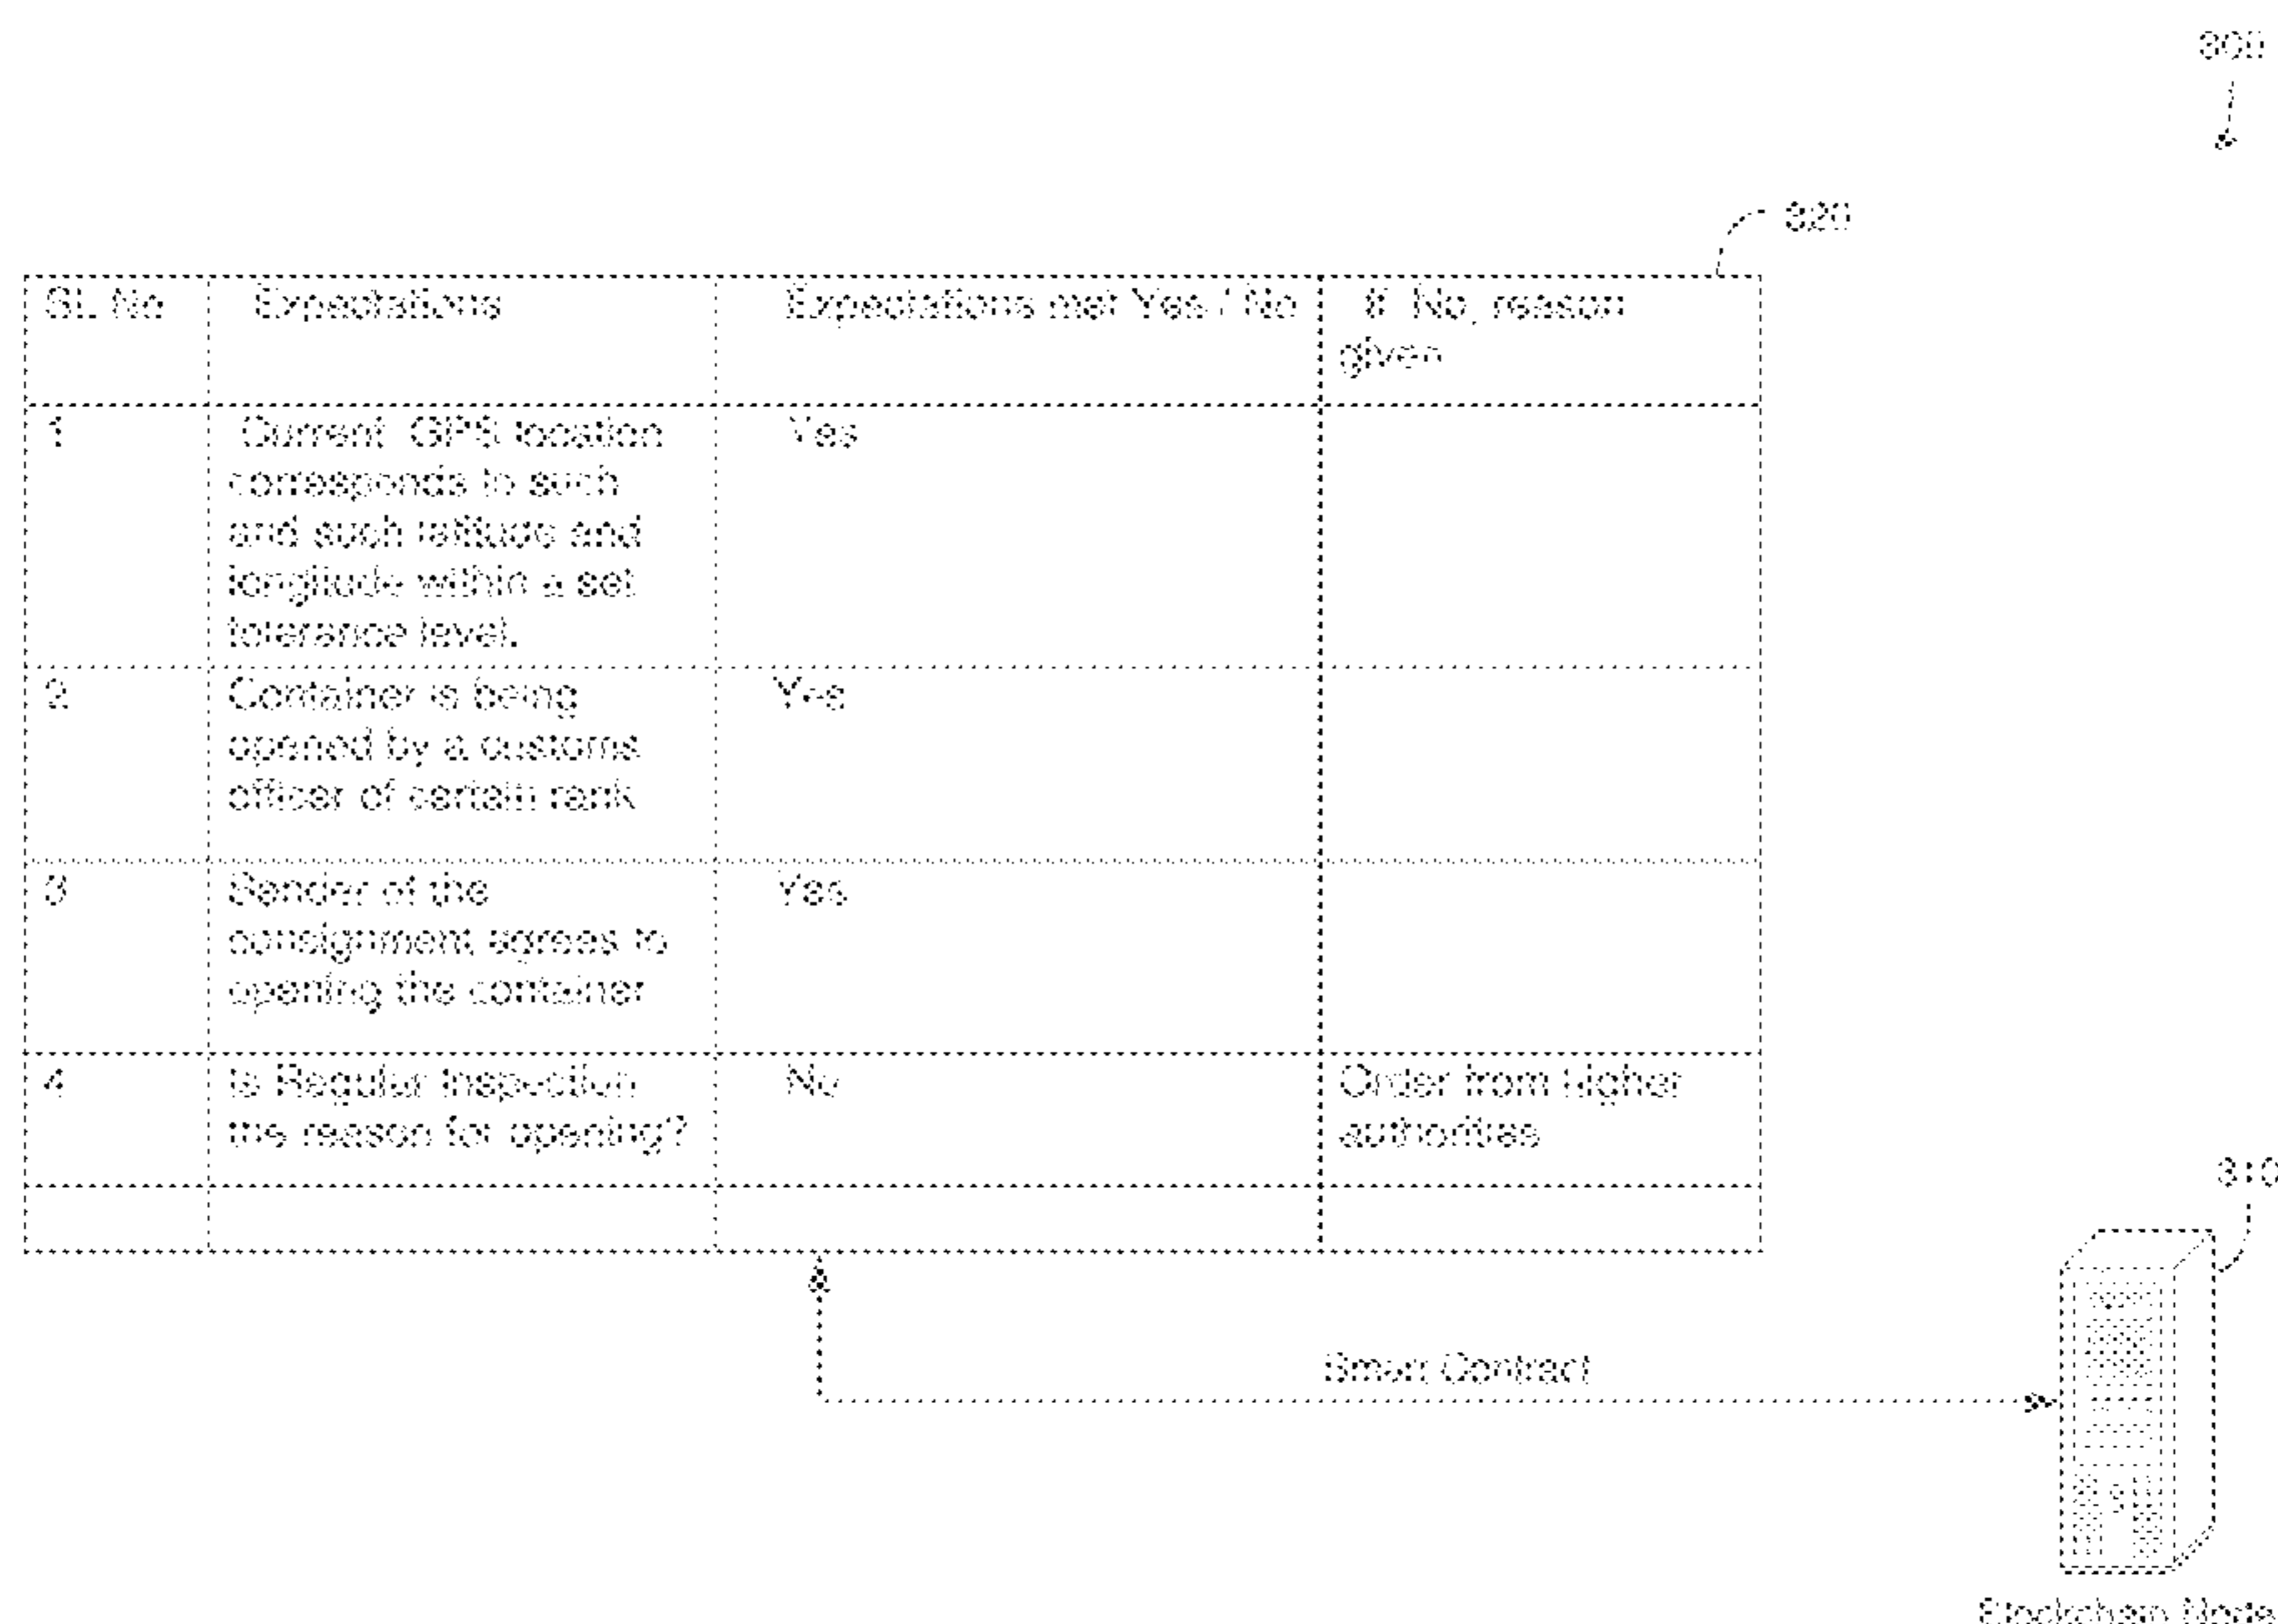 300
320
SL No
Expectations
Expectations met Yes / No
If No, reason
given
1
Current GPS location
corresponds to such
and such latitude and
longitude within a set
tolerance level.
Yes
2
Container is being
opened by a customs
officer of certain rank
Yes
3
Sender of the
consignment agrees to
opening the container
Yes
4
Is Regular Inspection
the reason for opening?
No
Order from Higher
authorities
310
Smart Contract
Blockchain Node